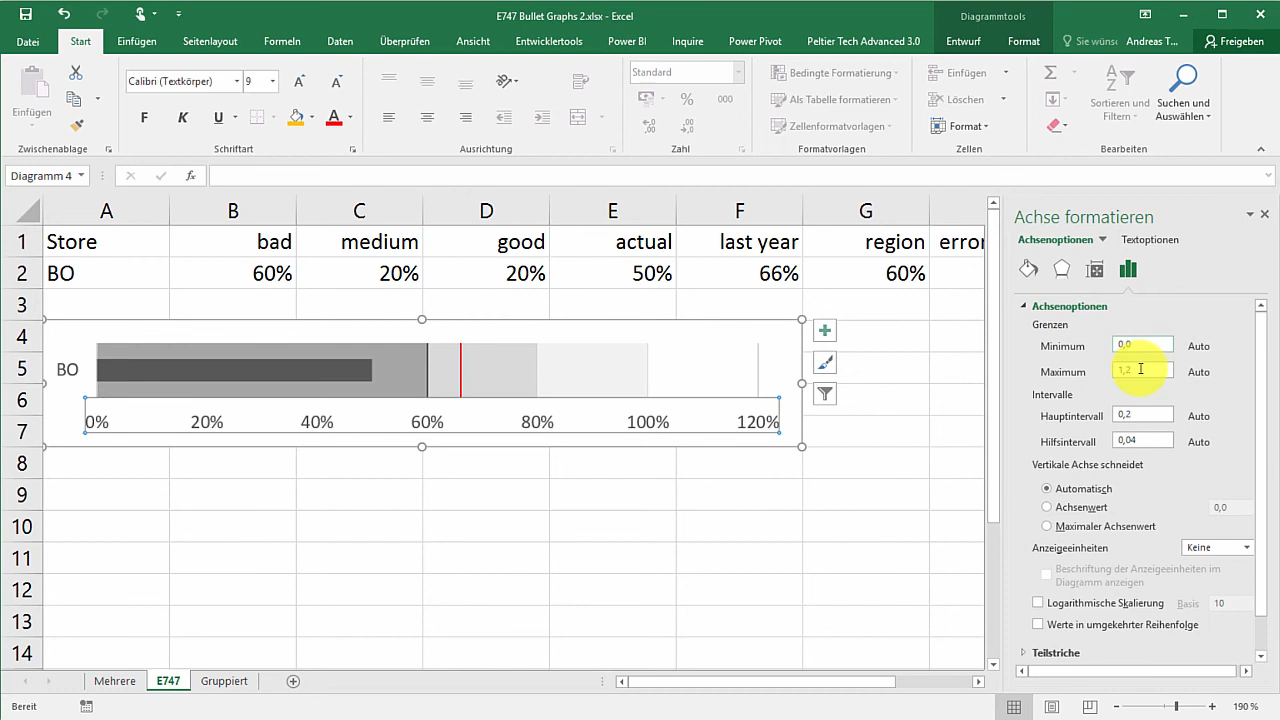 E747 Bullet Graphs 2.xlsx - Excel
Diagrammtools
Datei Start Einfügen Seitenlayout Formeln Daten Überprüfen Ansicht Entwicklertools Power BI Inquire Power Pivot Peltier Tech Advanced 3.0 Entwurf Format Sie wünsc Andreas T... Freigeben
Einfügen
Zwischenablage
Calibri (Textkörper) 9
F K U
Schriftart
Ausrichtung
Standard
% 000
Zahl
Bedingte Formatierung
Als Tabelle formatieren
Zellenformatvorlagen
Formatvorlagen
Einfügen
Löschen
Format
Zellen
Sortieren und Filtern
Suchen und Auswählen
Bearbeiten
Diagramm 4 fx
A B C D E F G
1 Store bad medium good actual last year region error
2 BO 60% 20% 20% 50% 66% 60%
3
4
5
6
7
8
9
10
11
12
13
14
BO
0% 20% 40% 60% 80% 100% 120%
Achse formatieren
Achsenoptionen Textoptionen
Achsenoptionen
Grenzen
Minimum 0,0 Auto
Maximum 1,2 Auto
Intervalle
Hauptintervall 0,2 Auto
Hilfsintervall 0,04 Auto
Vertikale Achse schneidet
Automatisch
Achsenwert 0,0
Maximaler Achsenwert
Anzeigeeinheiten Keine
Beschriftung der Anzeigeeinheiten im
Diagramm anzeigen
Logarithmische Skalierung Basis 10
Werte in umgekehrter Reihenfolge
Teilstriche
Mehrere E747 Gruppiert
Bereit
190 %